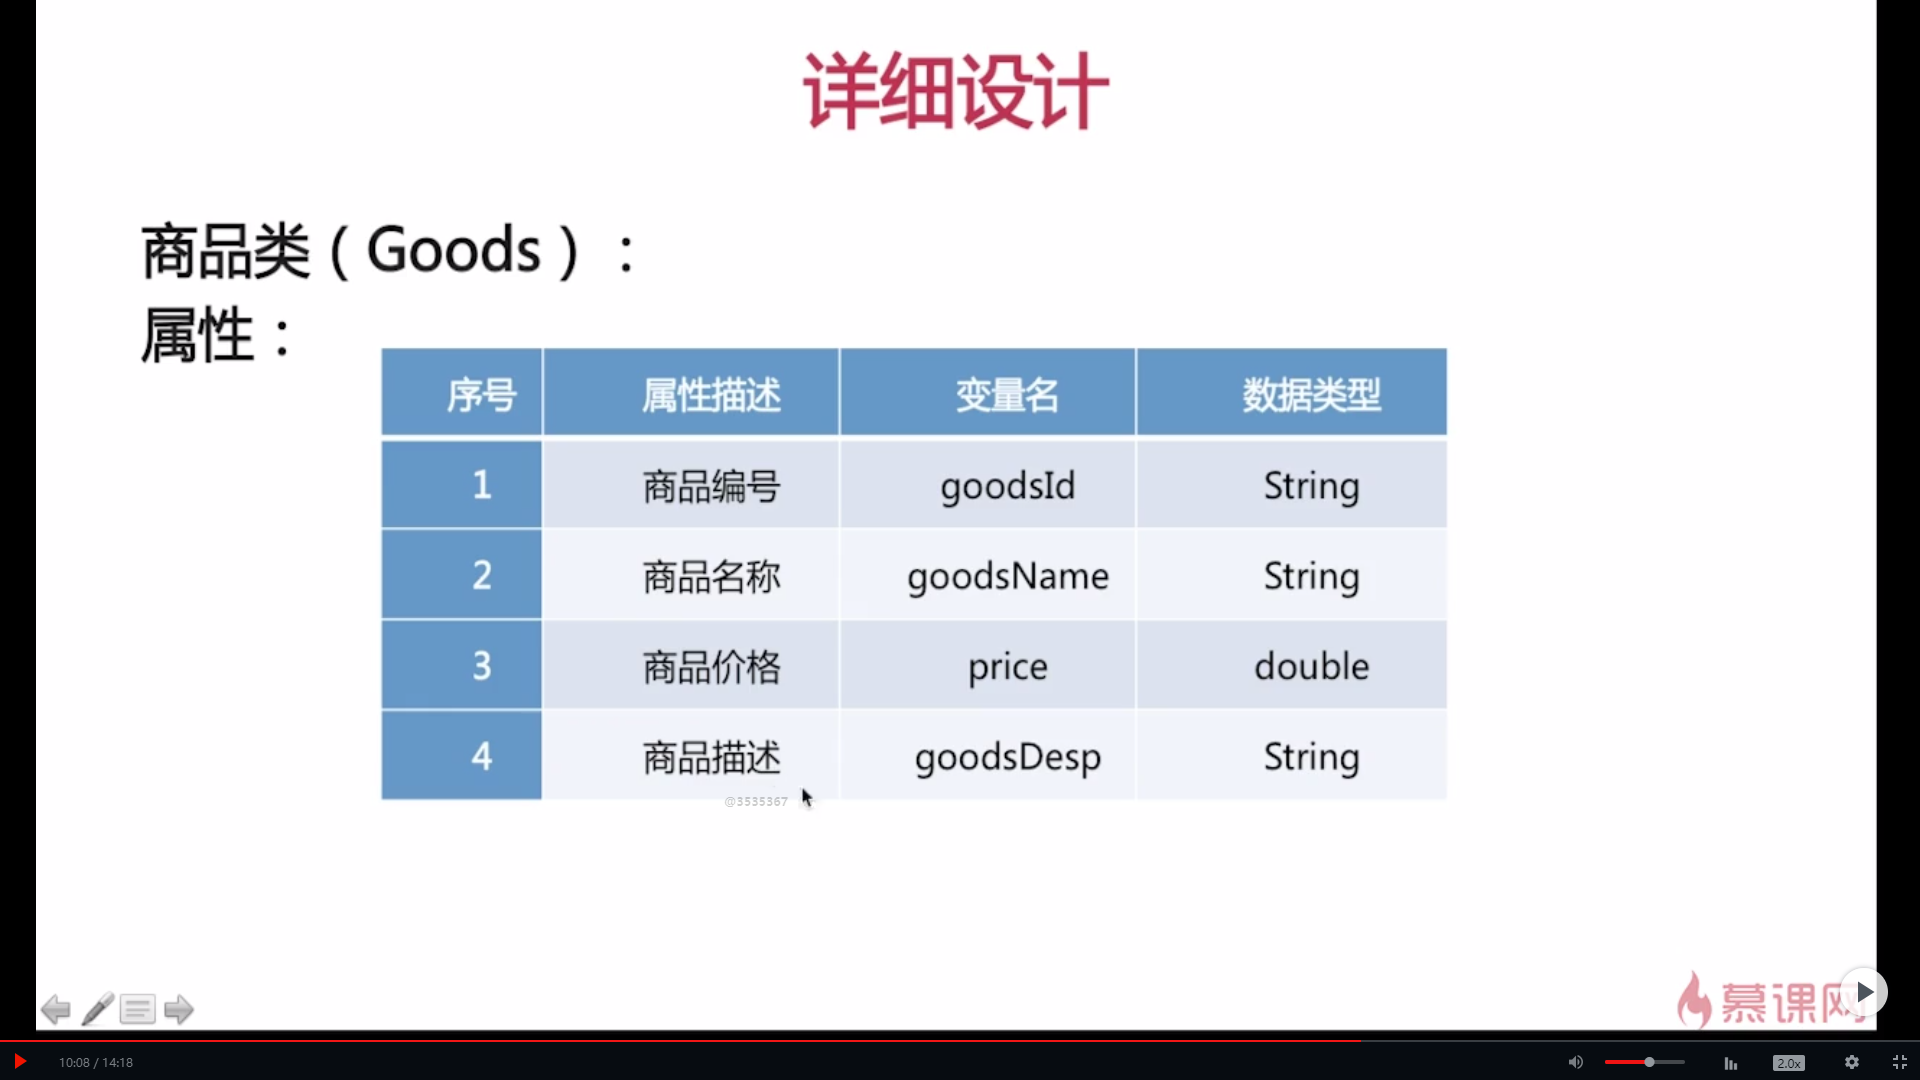 详细设计
商品类（Goods）：
属性：
序号 属性描述 变量名 数据类型
1 商品编号 goodsId String
2 商品名称 goodsName String
3 商品价格 price double
4 商品描述 goodsDesp String
@3535367
慕课网
10:08 / 14:18
2.0x